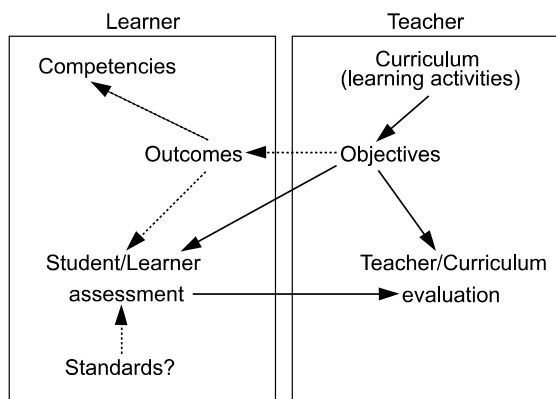 Learner
Teacher
Competencies
Curriculum
(learning activities)
Outcomes
Objectives
Student/Learner
assessment
Teacher/Curriculum
evaluation
Standards?